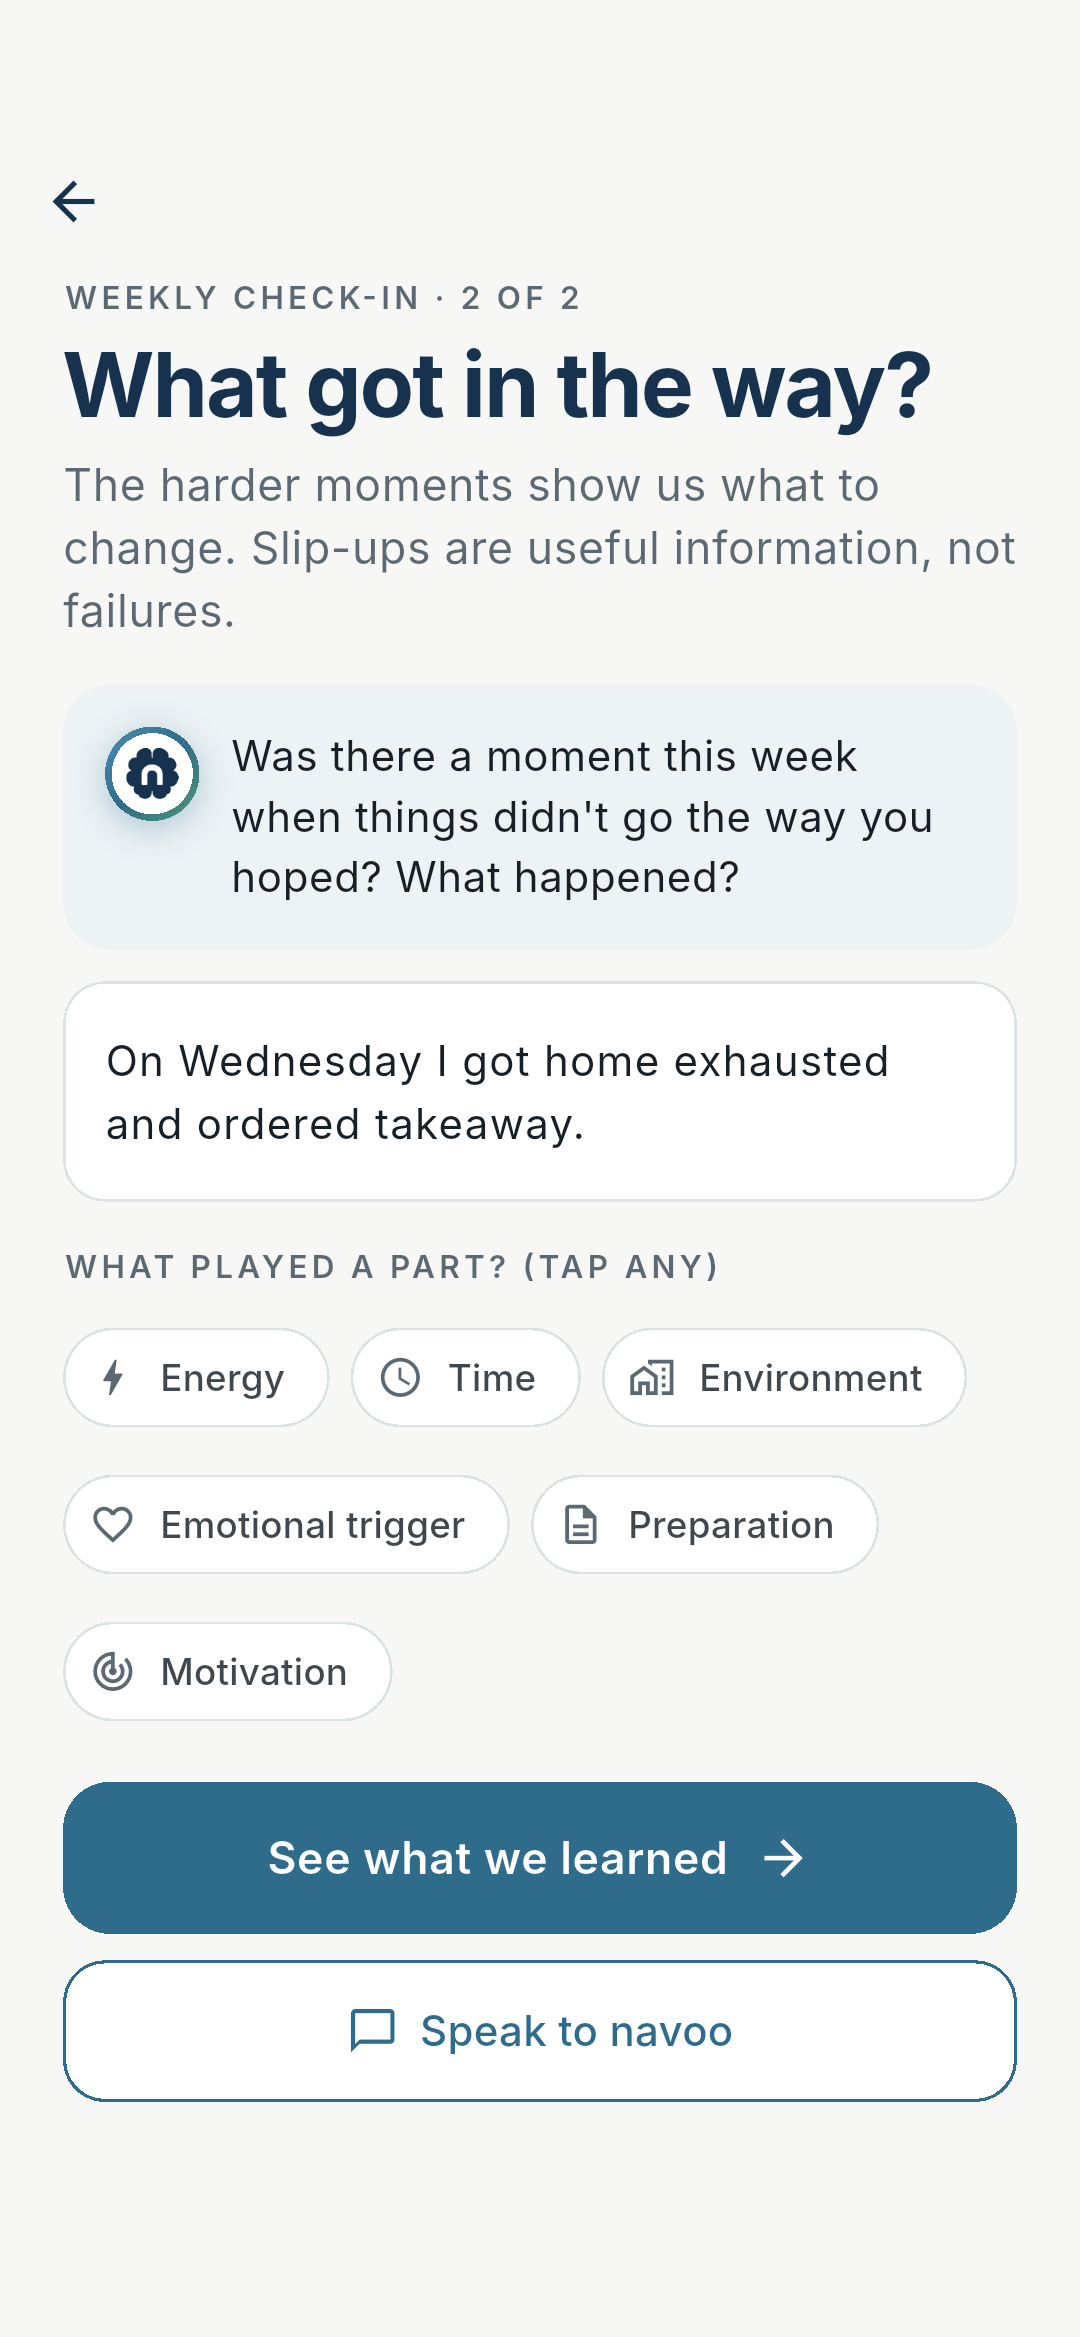 WEEKLY CHECK-IN · 2 OF 2
What got in the way?
The harder moments show us what to
change. Slip-ups are useful information, not
failures.
Was there a moment this week
when things didn't go the way you
hoped? What happened?
On Wednesday I got home exhausted
and ordered takeaway.
WHAT PLAYED A PART? (TAP ANY)
Energy Time Environment
Emotional trigger Preparation
Motivation
See what we learned
Speak to navoo